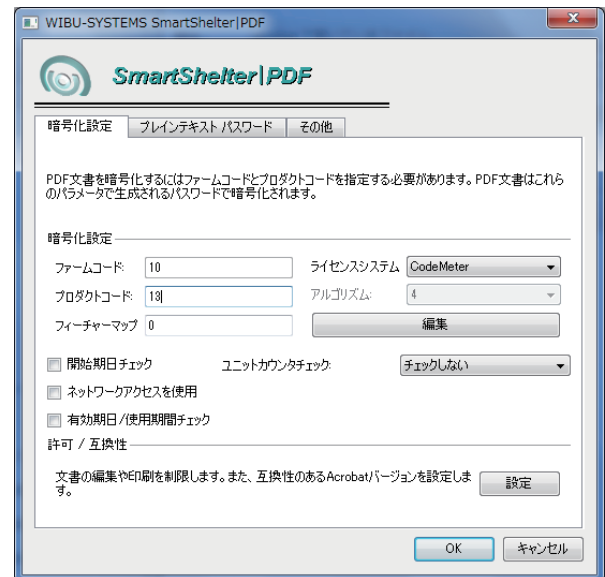 WIBU-SYSTEMS SmartShelter|PDF
SmartShelter|PDF
暗号化設定 プレインテキスト パスワード その他
PDF文書を暗号化するにはファームコードとプロダクトコードを指定する必要があります。PDF文書はこれら
のパラメータで生成されるパスワードで暗号化されます。
暗号化設定
ファームコード: 10 ライセンスシステム CodeMeter
プロダクトコード: 13 アルゴリズム: 4
フィーチャーマップ 0 編集
開始期日チェック ユニットカウンタチェック: チェックしない
ネットワークアクセスを使用
有効期日/使用期間チェック
許可 / 互換性
文書の編集や印刷を制限します。また、互換性のあるAcrobatバージョンを設定しま
す。 設定
OK キャンセル